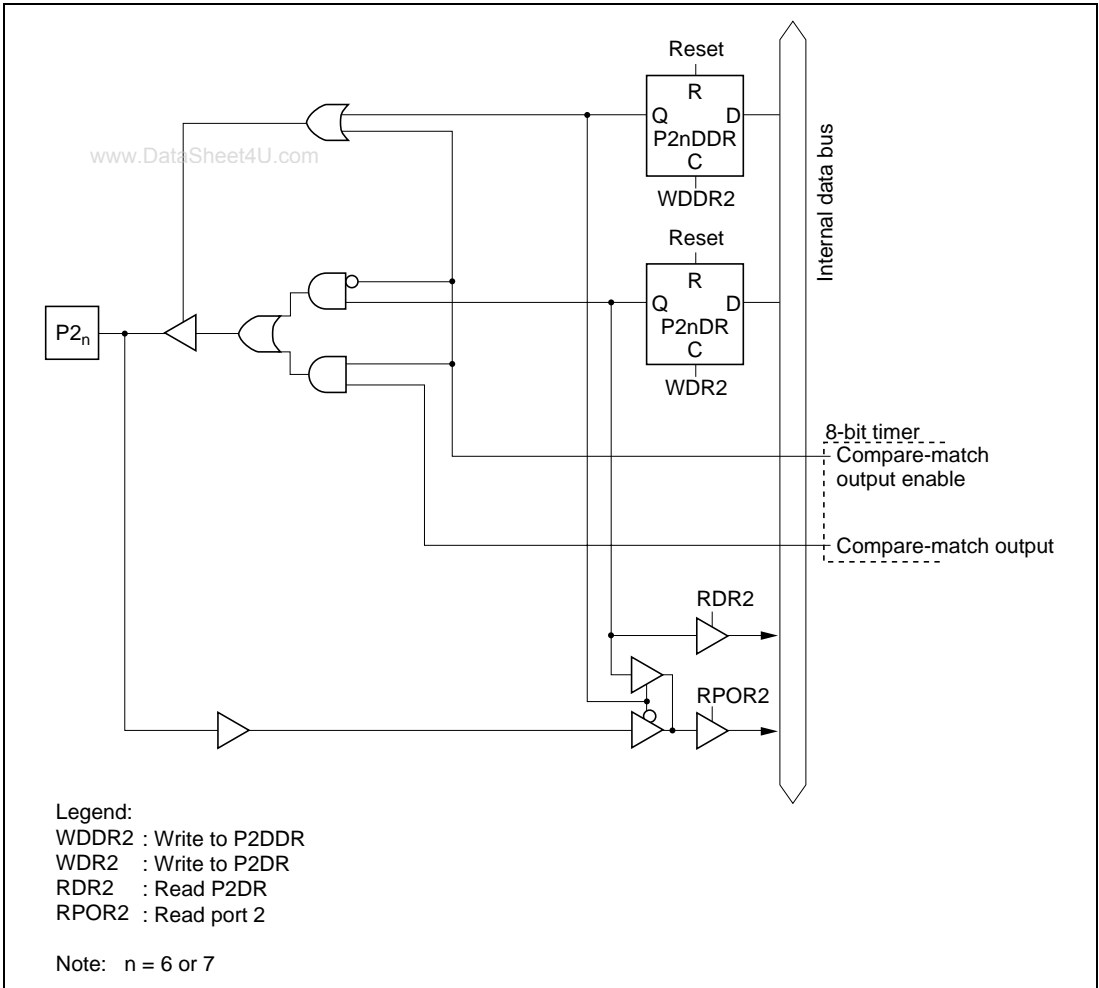 Reset
R
Q D
P2nDDR
C
WDDR2
www.DataSheet4U.com
Internal data bus
Reset
R
Q D
P2nDR
C
WDR2
P2n
8-bit timer
Compare-match
output enable
Compare-match output
RDR2
RPOR2
Legend:
WDDR2 : Write to P2DDR
WDR2 : Write to P2DR
RDR2 : Read P2DR
RPOR2 : Read port 2
Note: n = 6 or 7